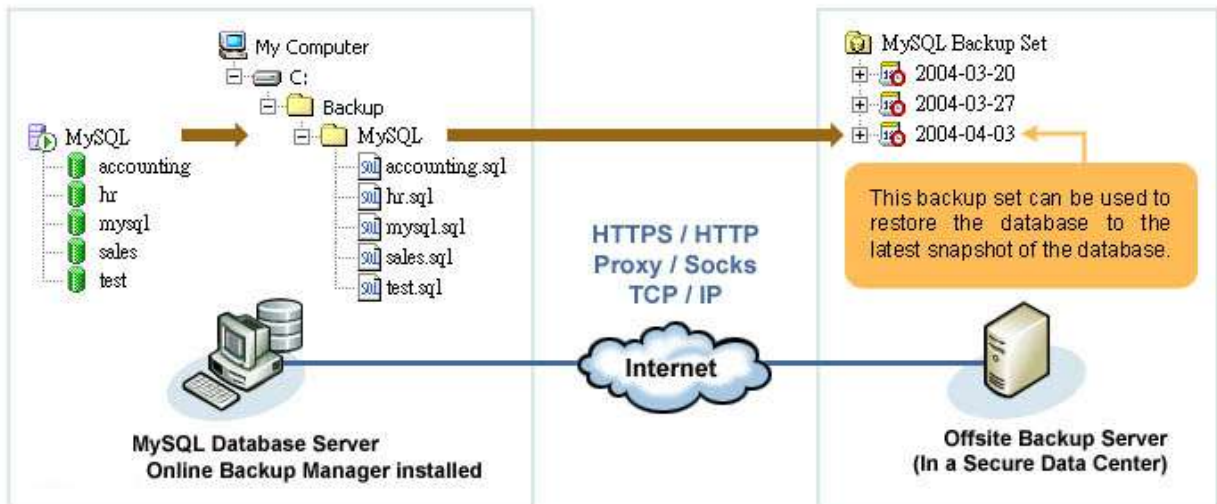 My Computer
C:
Backup
MySQL
accounting
hr
mysql
sales
test
MySQL
accounting.sql
hr.sql
mysql.sql
sales.sql
test.sql
MySQL Database Server
Online Backup Manager installed
HTTPS / HTTP
Proxy / Socks
TCP / IP
Internet
MySQL Backup Set
2004-03-20
2004-03-27
2004-04-03
This backup set can be used to
restore the database to the
latest snapshot of the database.
Offsite Backup Server
(In a Secure Data Center)